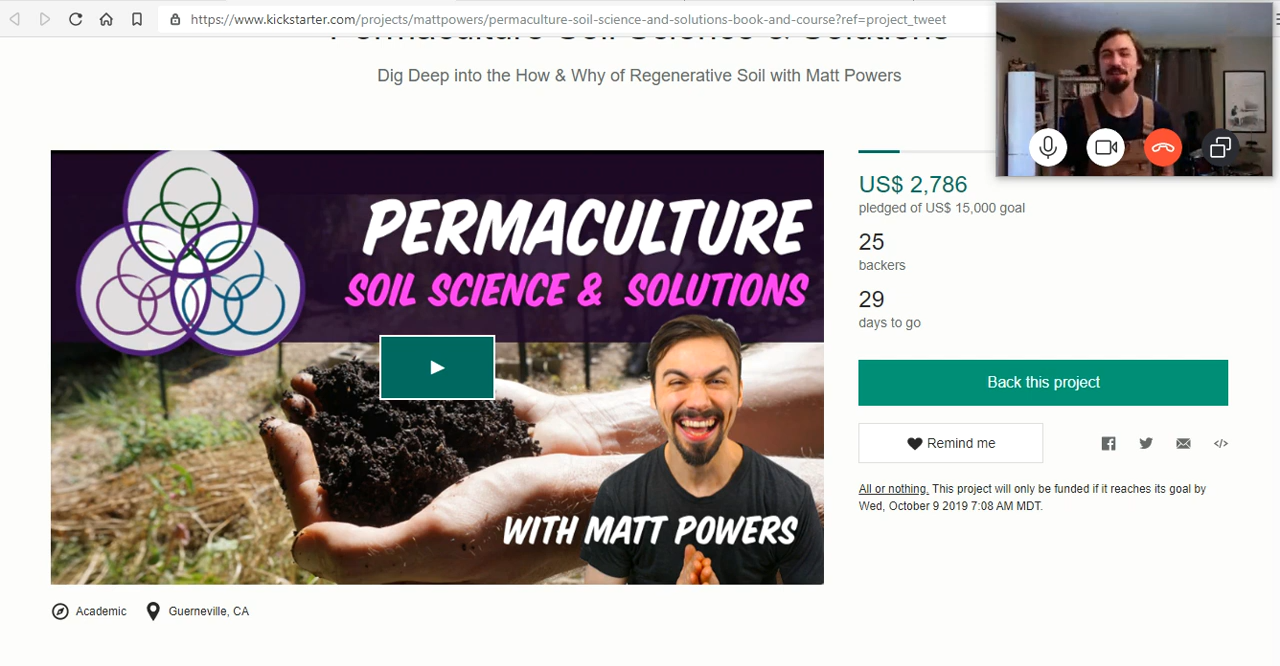 https://www.kickstarter.com/projects/mattpowers/permaculture-soil-science-and-solutions-book-and-course?ref=project_tweet
Permaculture Soil Science & Solutions
Dig Deep into the How & Why of Regenerative Soil with Matt Powers
PERMACULTURE
SOIL SCIENCE & SOLUTIONS
WITH MATT POWERS
US$ 2,786
pledged of US$ 15,000 goal
25
backers
29
days to go
Back this project
Remind me
All or nothing. This project will only be funded if it reaches its goal by
Wed, October 9 2019 7:08 AM MDT.
Academic
Guerneville, CA